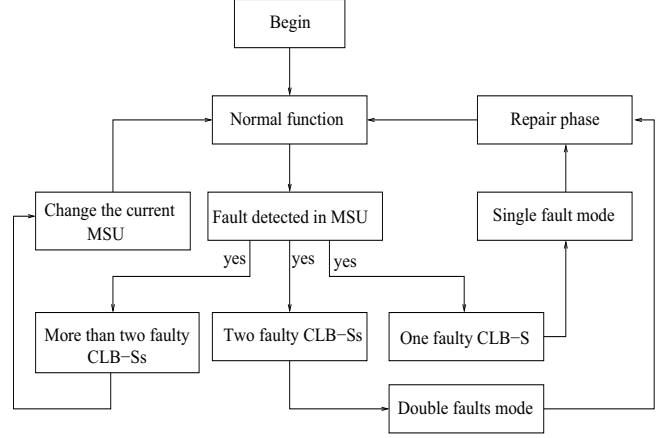 Begin
Normal function
Repair phase
Change the current
MSU
Fault detected in MSU
Single fault mode
yes
yes
yes
More than two faulty
CLB−Ss
Two faulty CLB−Ss
One faulty CLB−S
Double faults mode